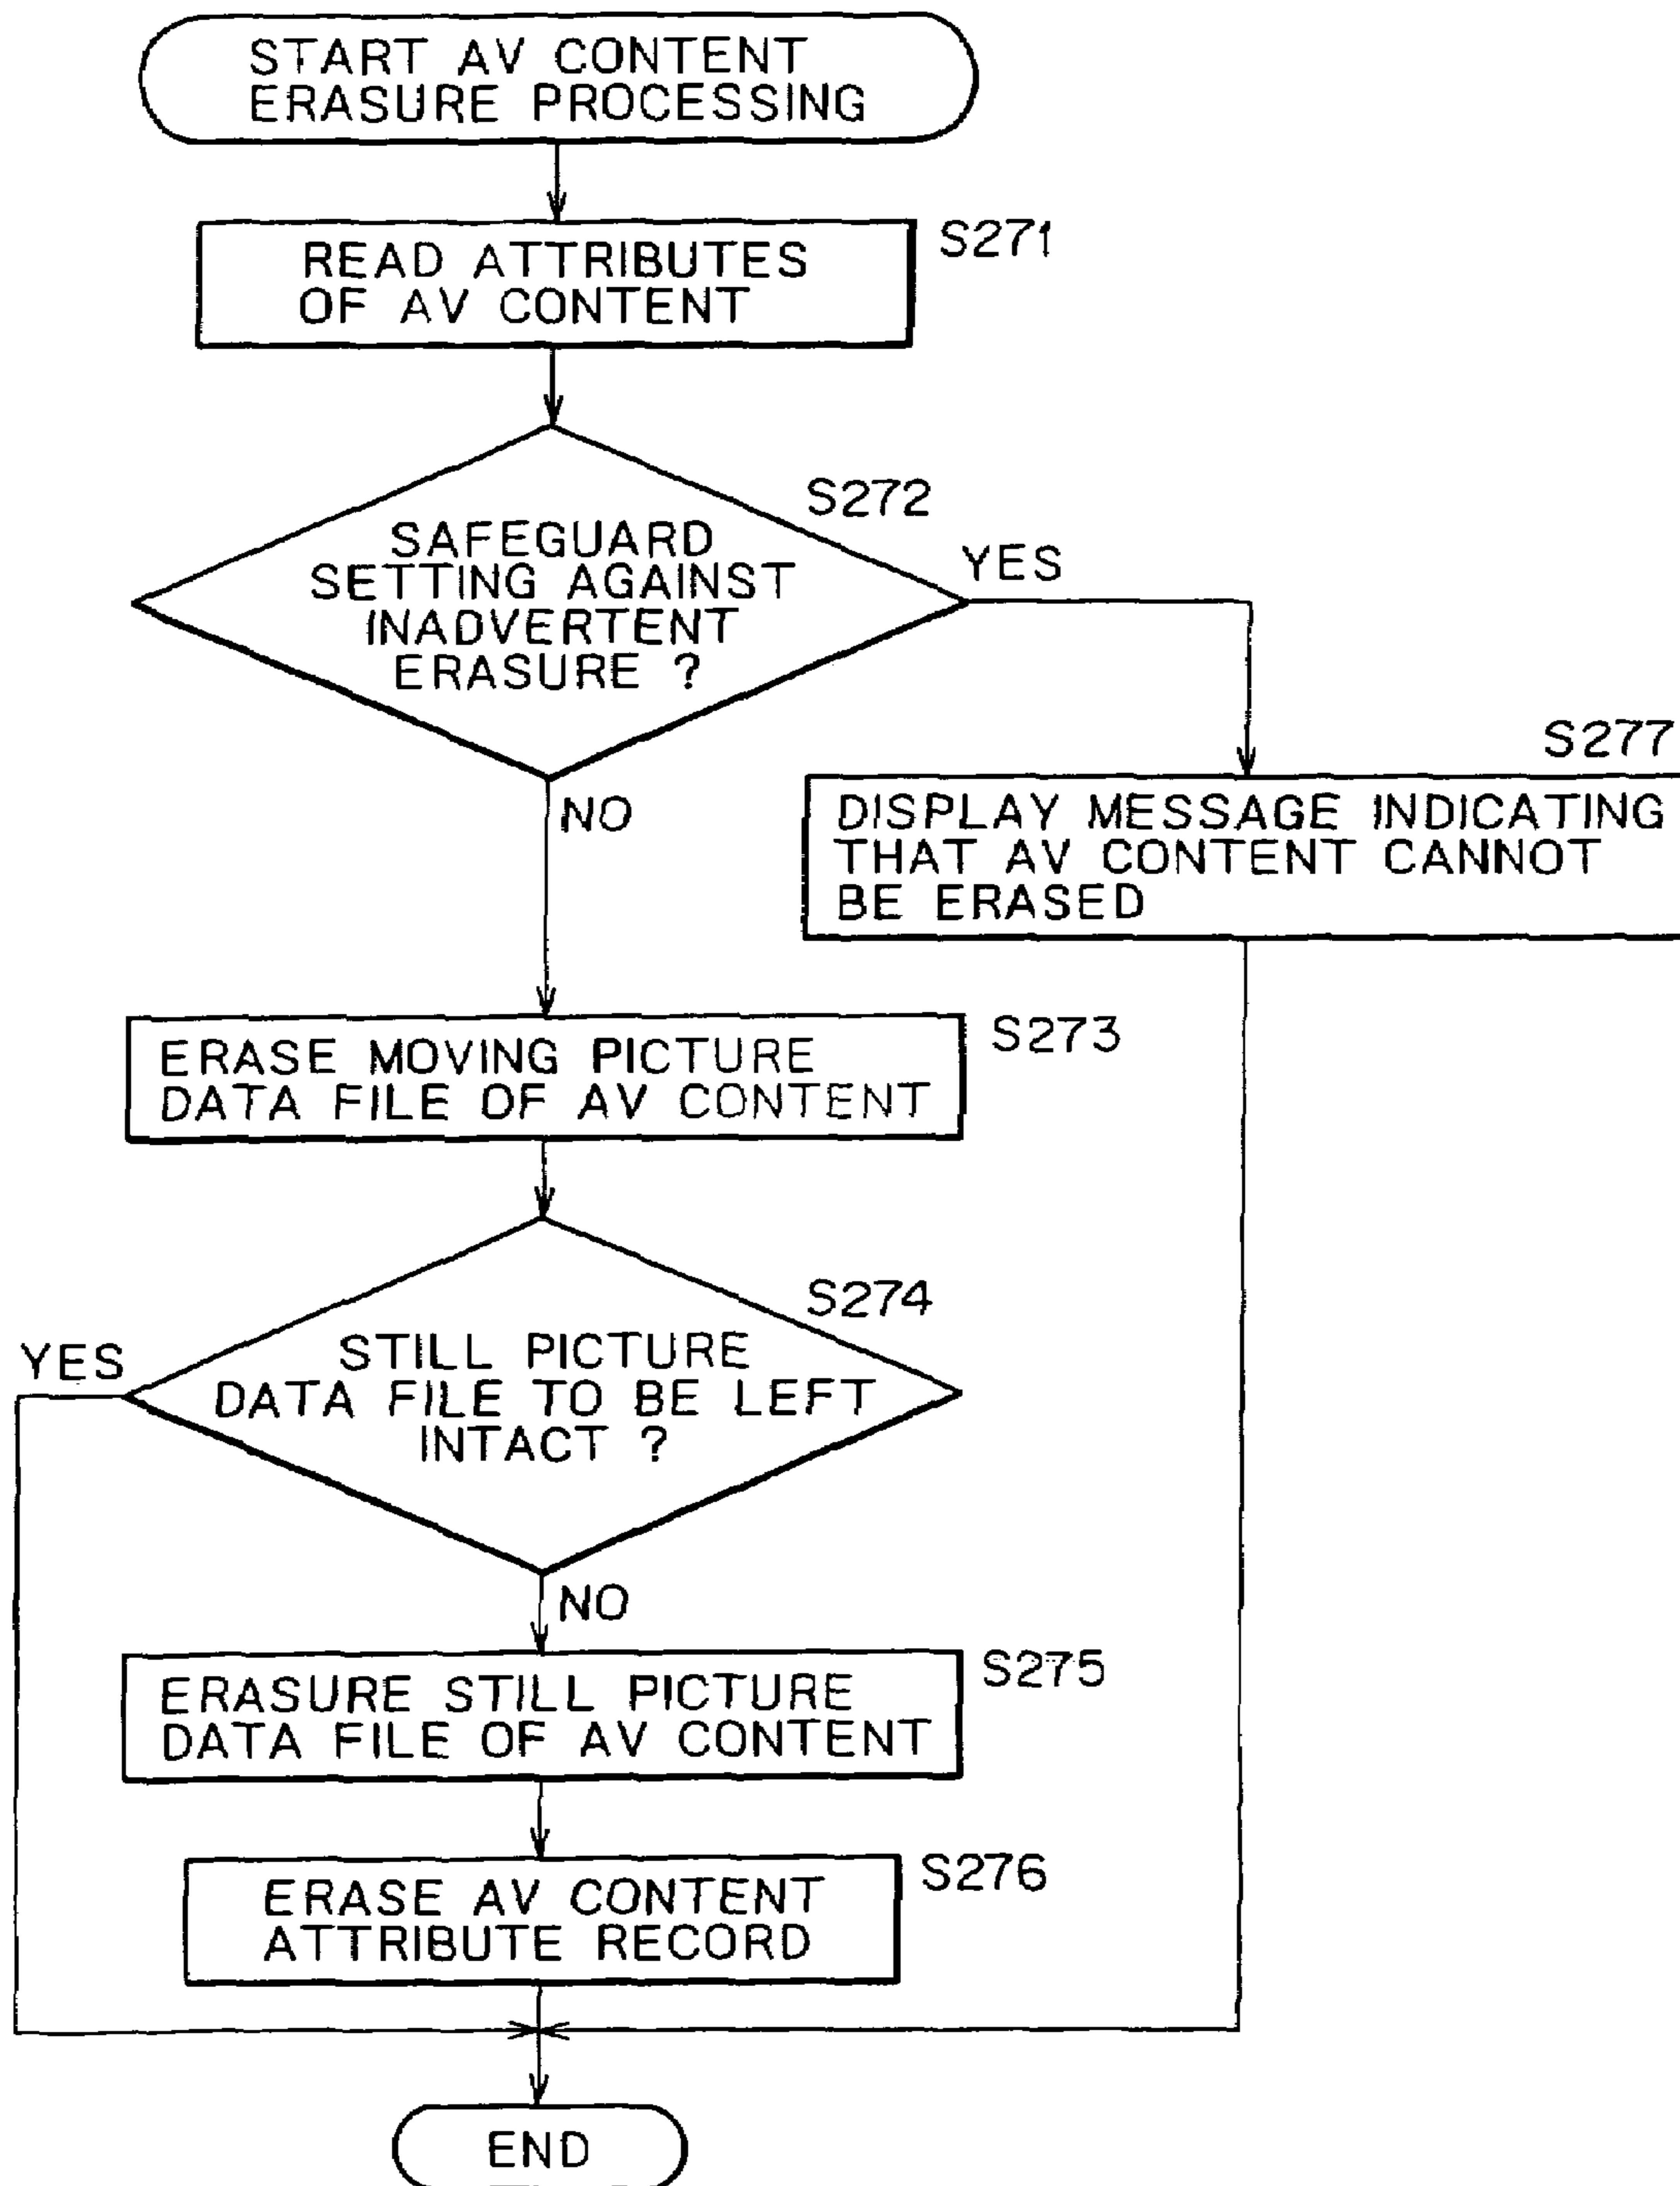 START AV CONTENT
ERASURE PROCESSING
S271
READ ATTRIBUTES
OF AV CONTENT
S272
SAFEGUARD
SETTING AGAINST
INADVERTENT
ERASURE ?
YES
NO
S277
DISPLAY MESSAGE INDICATING
THAT AV CONTENT CANNOT
BE ERASED
S273
ERASE MOVING PICTURE
DATA FILE OF AV CONTENT
S274
YES
STILL PICTURE
DATA FILE TO BE LEFT
INTACT ?
NO
S275
ERASURE STILL PICTURE
DATA FILE OF AV CONTENT
S276
ERASE AV CONTENT
ATTRIBUTE RECORD
END